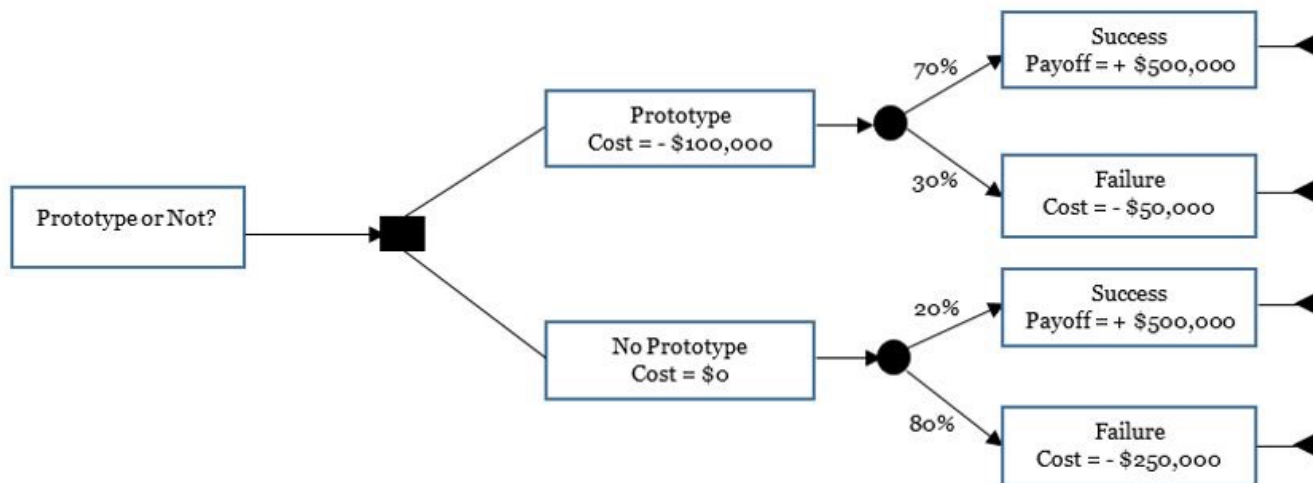 Prototype or Not?
Prototype
Cost = - $100,000
No Prototype
Cost = $0
70%
30%
20%
80%
Success
Payoff = + $500,000
Failure
Cost = - $50,000
Success
Payoff = + $500,000
Failure
Cost = - $250,000